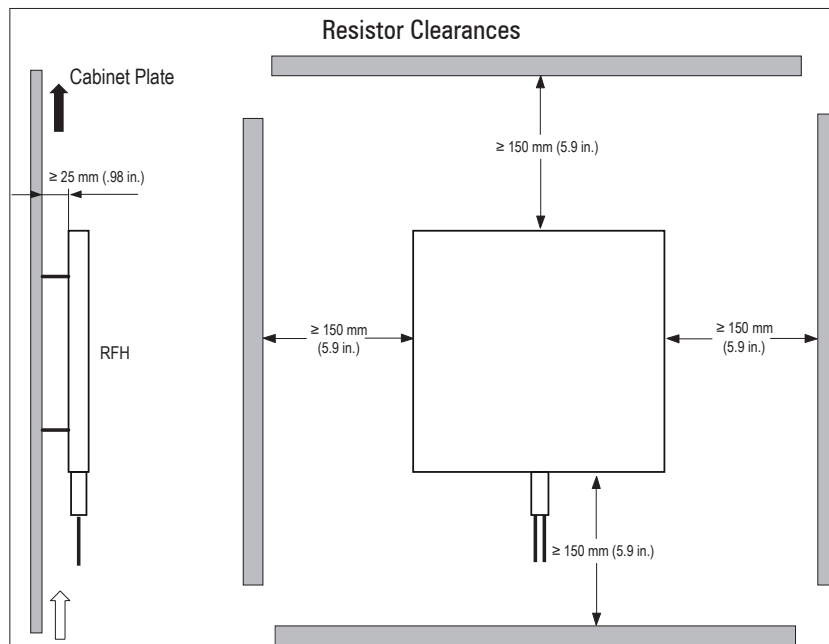 Resistor Clearances
Cabinet Plate
≥ 150 mm (5.9 in.)
≥ 25 mm (.98 in.)
≥ 150 mm
(5.9 in.)
≥ 150 mm
(5.9 in.)
RFH
≥ 150 mm (5.9 in.)